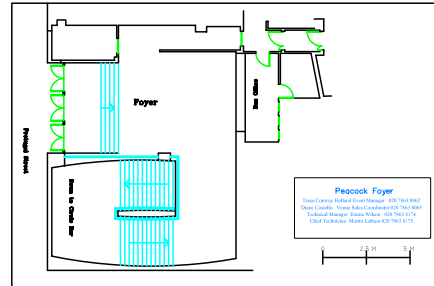 Foyer
Box Office
Portugal Street
Down to Circle Bar
Peacock Foyer
Tessa Conway Holland Event Manager 020 7863 8062
Diane Costello Venue Sales Coordinator 020 7863 8065
Technical Manager Emma Wilson 020 7863 8174
Chief Technician Martin Latham 020 7863 8175
0 2.5 M 5 M